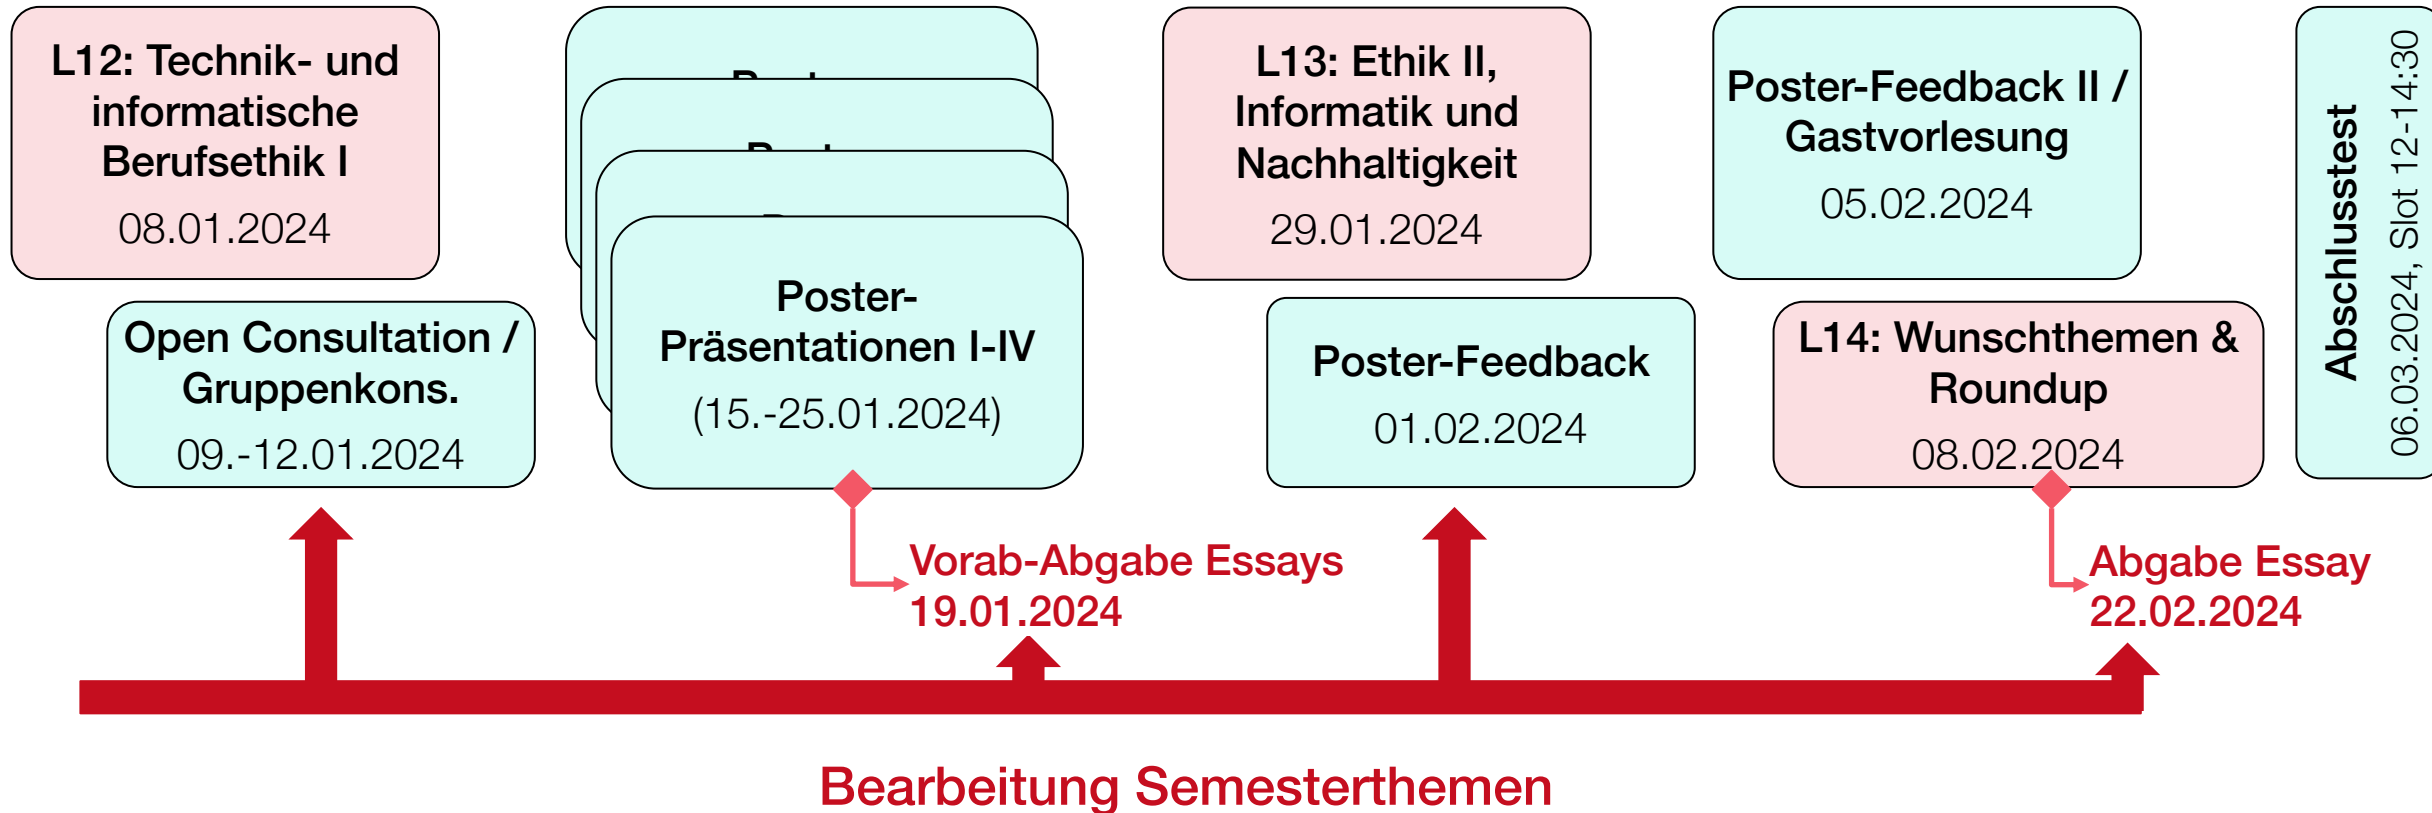 L12: Technik- und
informatische
Berufsethik I
08.01.2024
Open Consultation /
Gruppenkons.
09.-12.01.2024
Poster-
Präsentationen I-IV
(15.-25.01.2024)
Vorab-Abgabe Essays
19.01.2024
L13: Ethik II,
Informatik und
Nachhaltigkeit
29.01.2024
Poster-Feedback
01.02.2024
Poster-Feedback II /
Gastvorlesung
05.02.2024
L14: Wunschthemen &
Roundup
08.02.2024
Abgabe Essay
22.02.2024
Abschlusstest
06.03.2024, Slot 12-14:30
Bearbeitung Semesterthemen